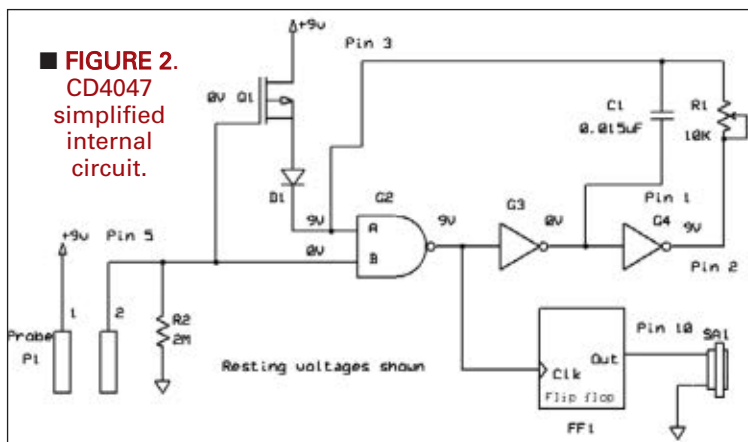 ■ FIGURE 2.
CD4047
simplified
internal
circuit.
+9v
Pin 3
0V Q1
C1
0.015uF
R1
10K
D1
G2
9V
A
9V
G3
0V
Pin 1
G4
9V
0V
B
Pin 2
+9v
Pin 5
1
2
Probe
P1
R2
2M
Resting voltages shown
Clk
Out
Flip flop
FF1
Pin 10
SA1